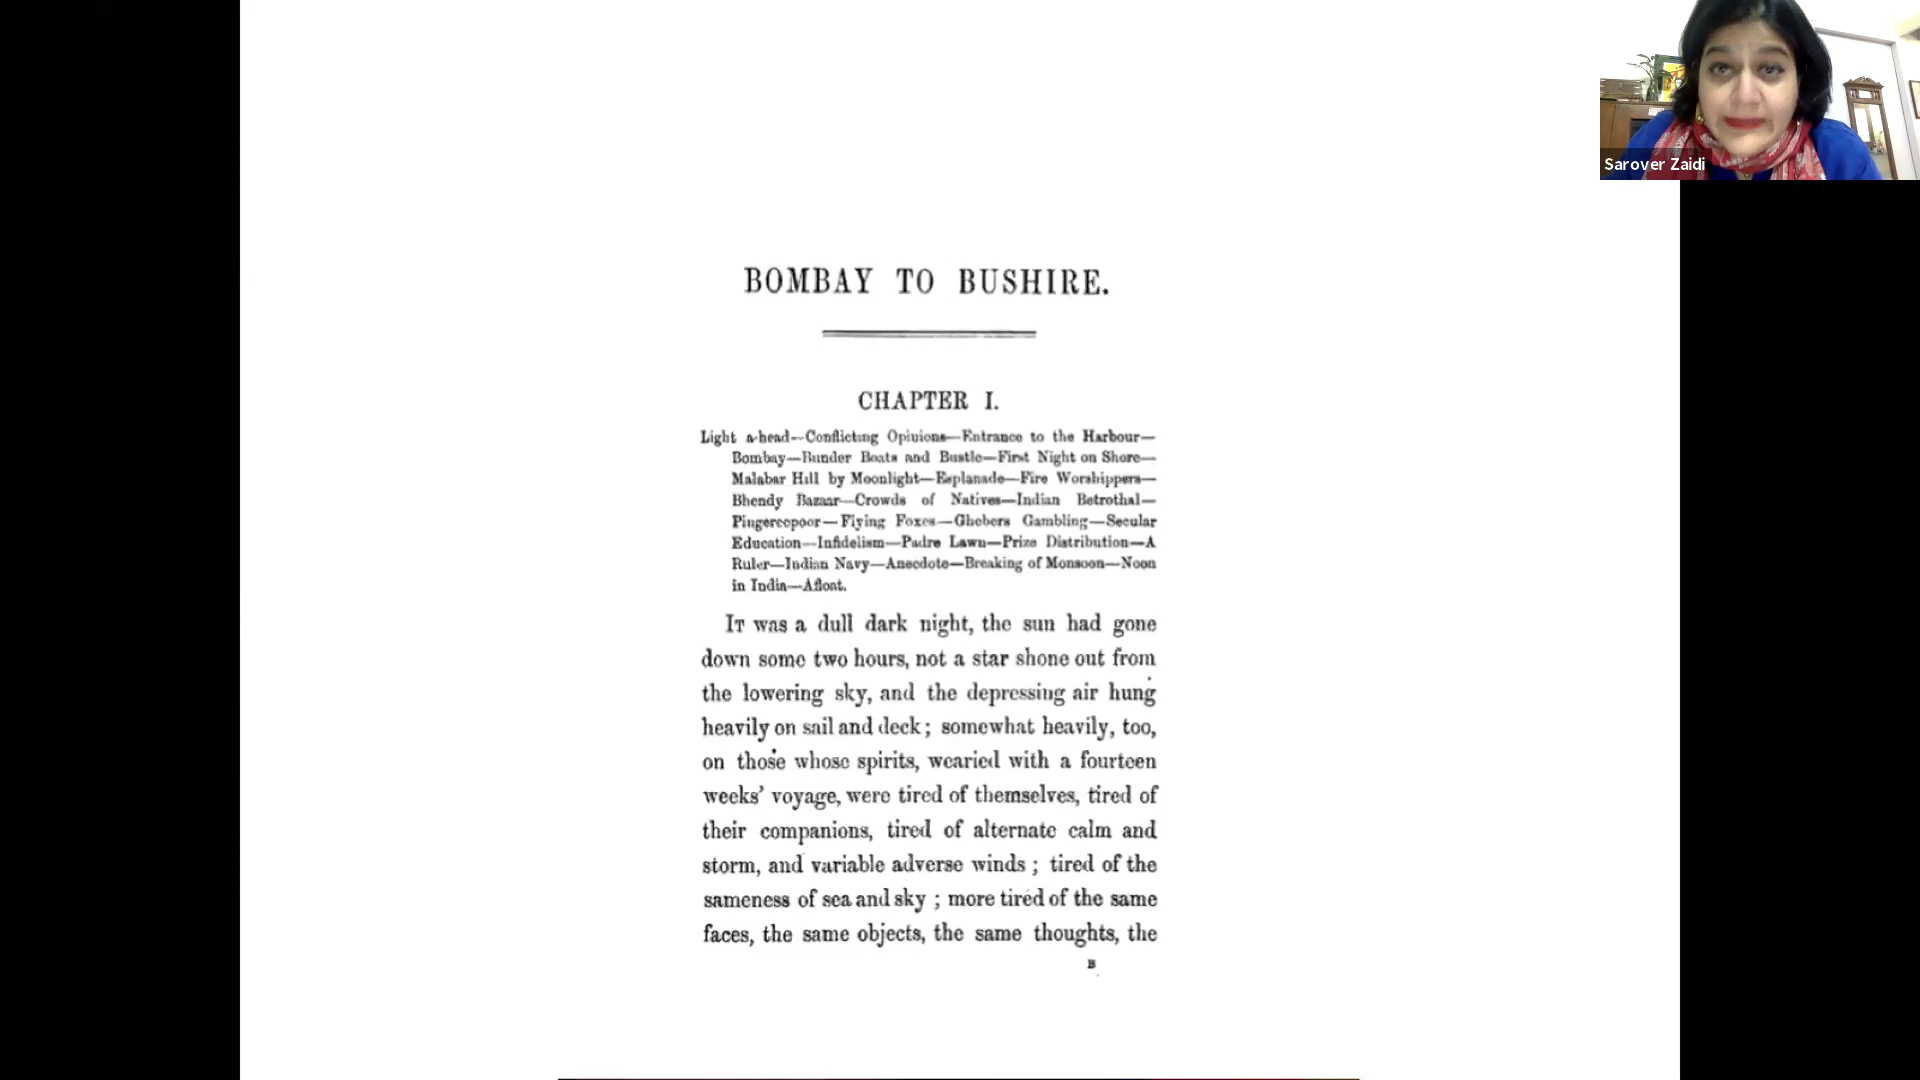 BOMBAY TO BUSHIRE.
CHAPTER I.
Light a-head—Conflicting Opinions—Entrance to the Harbour—
Bombay—Bunder Boats and Bustle—First Night on Shore—
Malabar Hill by Moonlight—Esplanade—Fire Worshippers—
Bhendy Bazaar—Crowds of Natives—Indian Betrothal—
Pingereepoor—Flying Foxes—Ghebers Gambling—Secular
Education—Infidelism—Padre Lawn—Prize Distribution—A
Ruler—Indian Navy—Anecdote—Breaking of Monsoon—Noon
in India—Afloat.
It was a dull dark night, the sun had gone
down some two hours, not a star shone out from
the lowering sky, and the depressing air hung
heavily on sail and deck; somewhat heavily, too,
on those whose spirits, wearied with a fourteen
weeks' voyage, were tired of themselves, tired of
their companions, tired of alternate calm and
storm, and variable adverse winds; tired of the
sameness of sea and sky; more tired of the same
faces, the same objects, the same thoughts, the
B
Sarover Zaidi